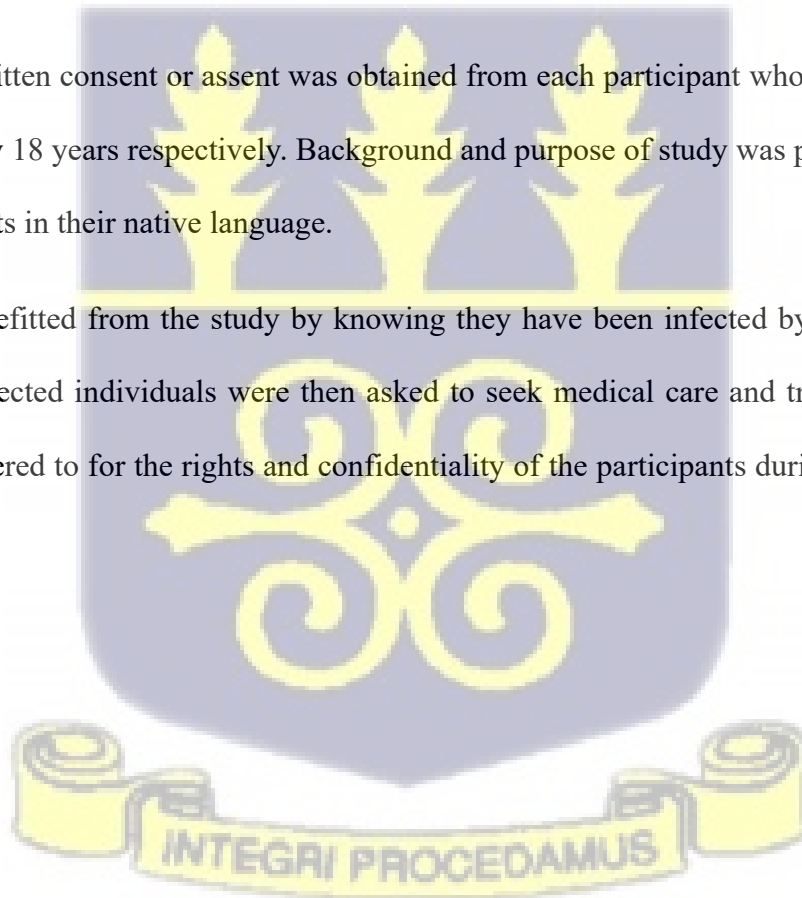 itten consent or assent was obtained from each participant who
18 years respectively. Background and purpose of study was p
ts in their native language.
efitted from the study by knowing they have been infected by
ected individuals were then asked to seek medical care and tr
ered to for the rights and confidentiality of the participants duri
INTEGRI PROCEDAMUS